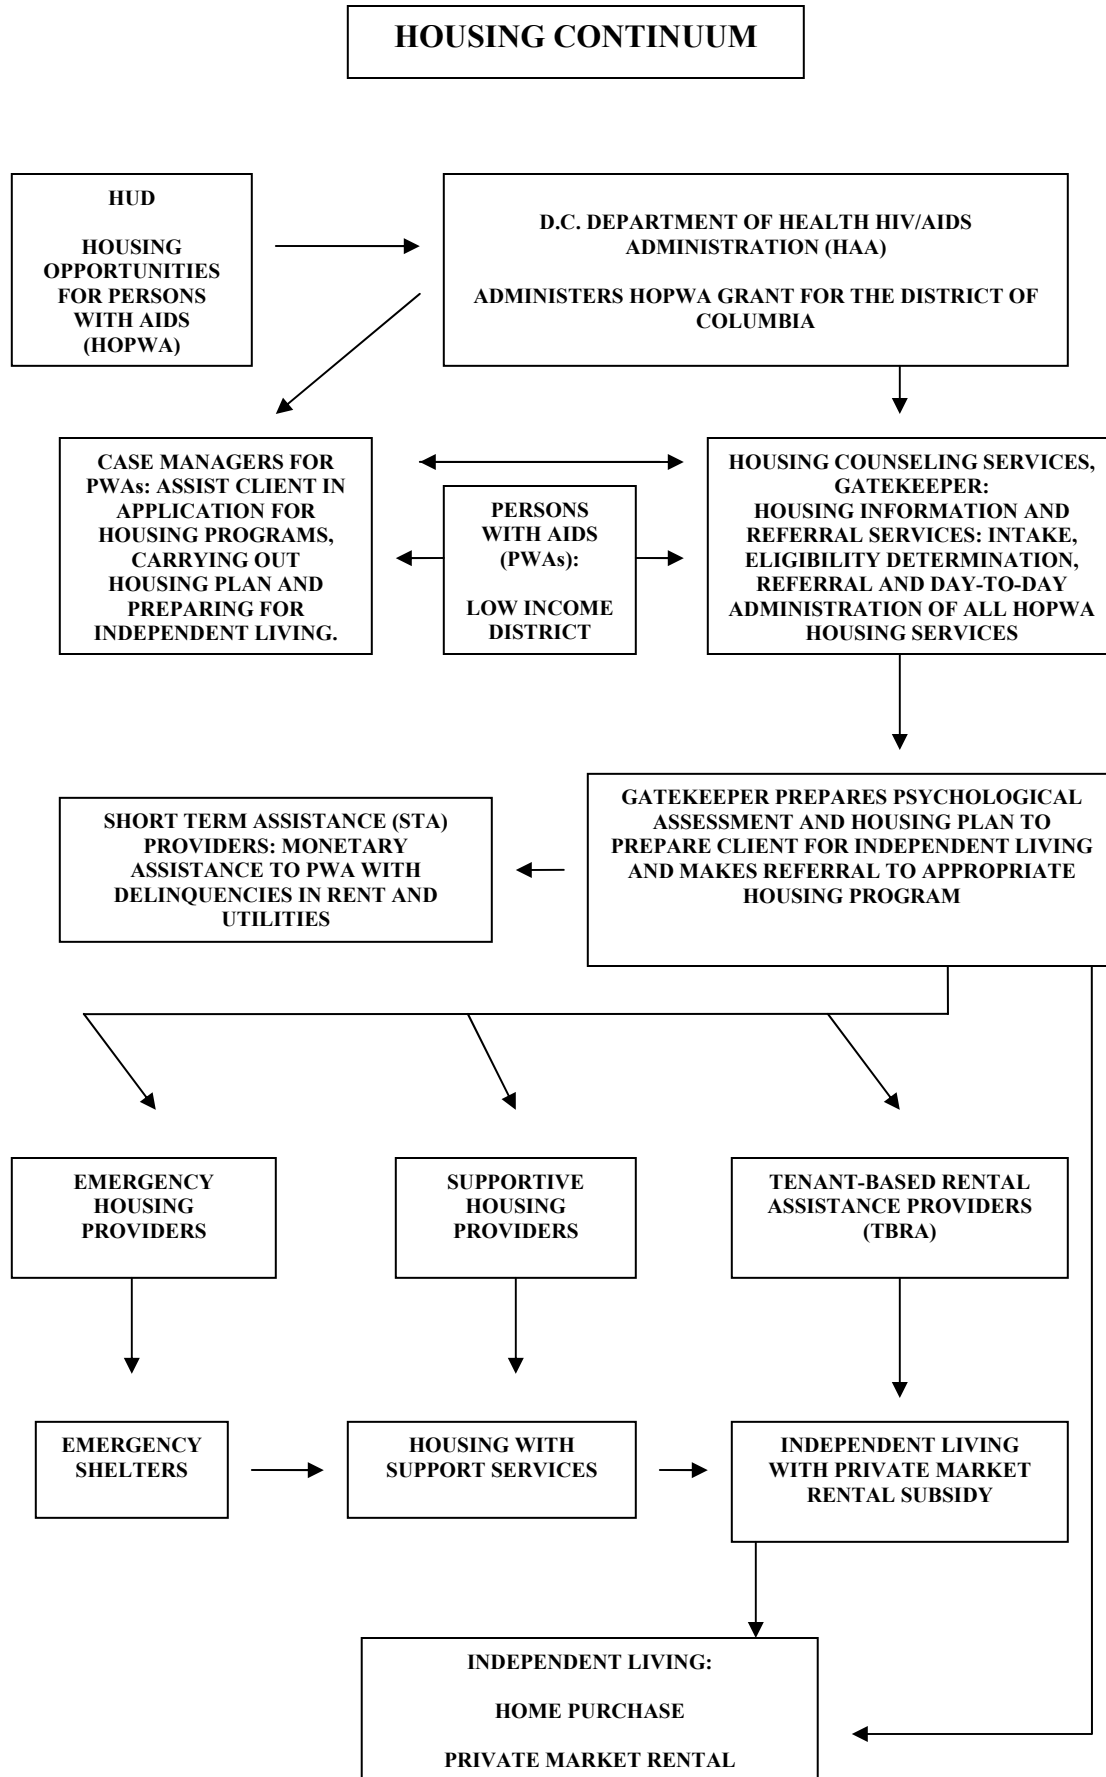 HOUSING CONTINUUM
HUD
HOUSING
OPPORTUNITIES
FOR PERSONS
WITH AIDS
(HOPWA)
D.C. DEPARTMENT OF HEALTH HIV/AIDS
ADMINISTRATION (HAA)
ADMINISTERS HOPWA GRANT FOR THE DISTRICT OF
COLUMBIA
CASE MANAGERS FOR
PWAs: ASSIST CLIENT IN
APPLICATION FOR
HOUSING PROGRAMS,
CARRYING OUT
HOUSING PLAN AND
PREPARING FOR
INDEPENDENT LIVING.
PERSONS
WITH AIDS
(PWAs):
LOW INCOME
DISTRICT
HOUSING COUNSELING SERVICES,
GATEKEEPER:
HOUSING INFORMATION AND
REFERRAL SERVICES: INTAKE,
ELIGIBILITY DETERMINATION,
REFERRAL AND DAY-TO-DAY
ADMINISTRATION OF ALL HOPWA
HOUSING SERVICES
SHORT TERM ASSISTANCE (STA)
PROVIDERS: MONETARY
ASSISTANCE TO PWA WITH
DELINQUENCIES IN RENT AND
UTILITIES
GATEKEEPER PREPARES PSYCHOLOGICAL
ASSESSMENT AND HOUSING PLAN TO
PREPARE CLIENT FOR INDEPENDENT LIVING
AND MAKES REFERRAL TO APPROPRIATE
HOUSING PROGRAM
EMERGENCY
HOUSING
PROVIDERS
SUPPORTIVE
HOUSING
PROVIDERS
TENANT-BASED RENTAL
ASSISTANCE PROVIDERS
(TBRA)
EMERGENCY
SHELTERS
HOUSING WITH
SUPPORT SERVICES
INDEPENDENT LIVING
WITH PRIVATE MARKET
RENTAL SUBSIDY
INDEPENDENT LIVING:
HOME PURCHASE
PRIVATE MARKET RENTAL